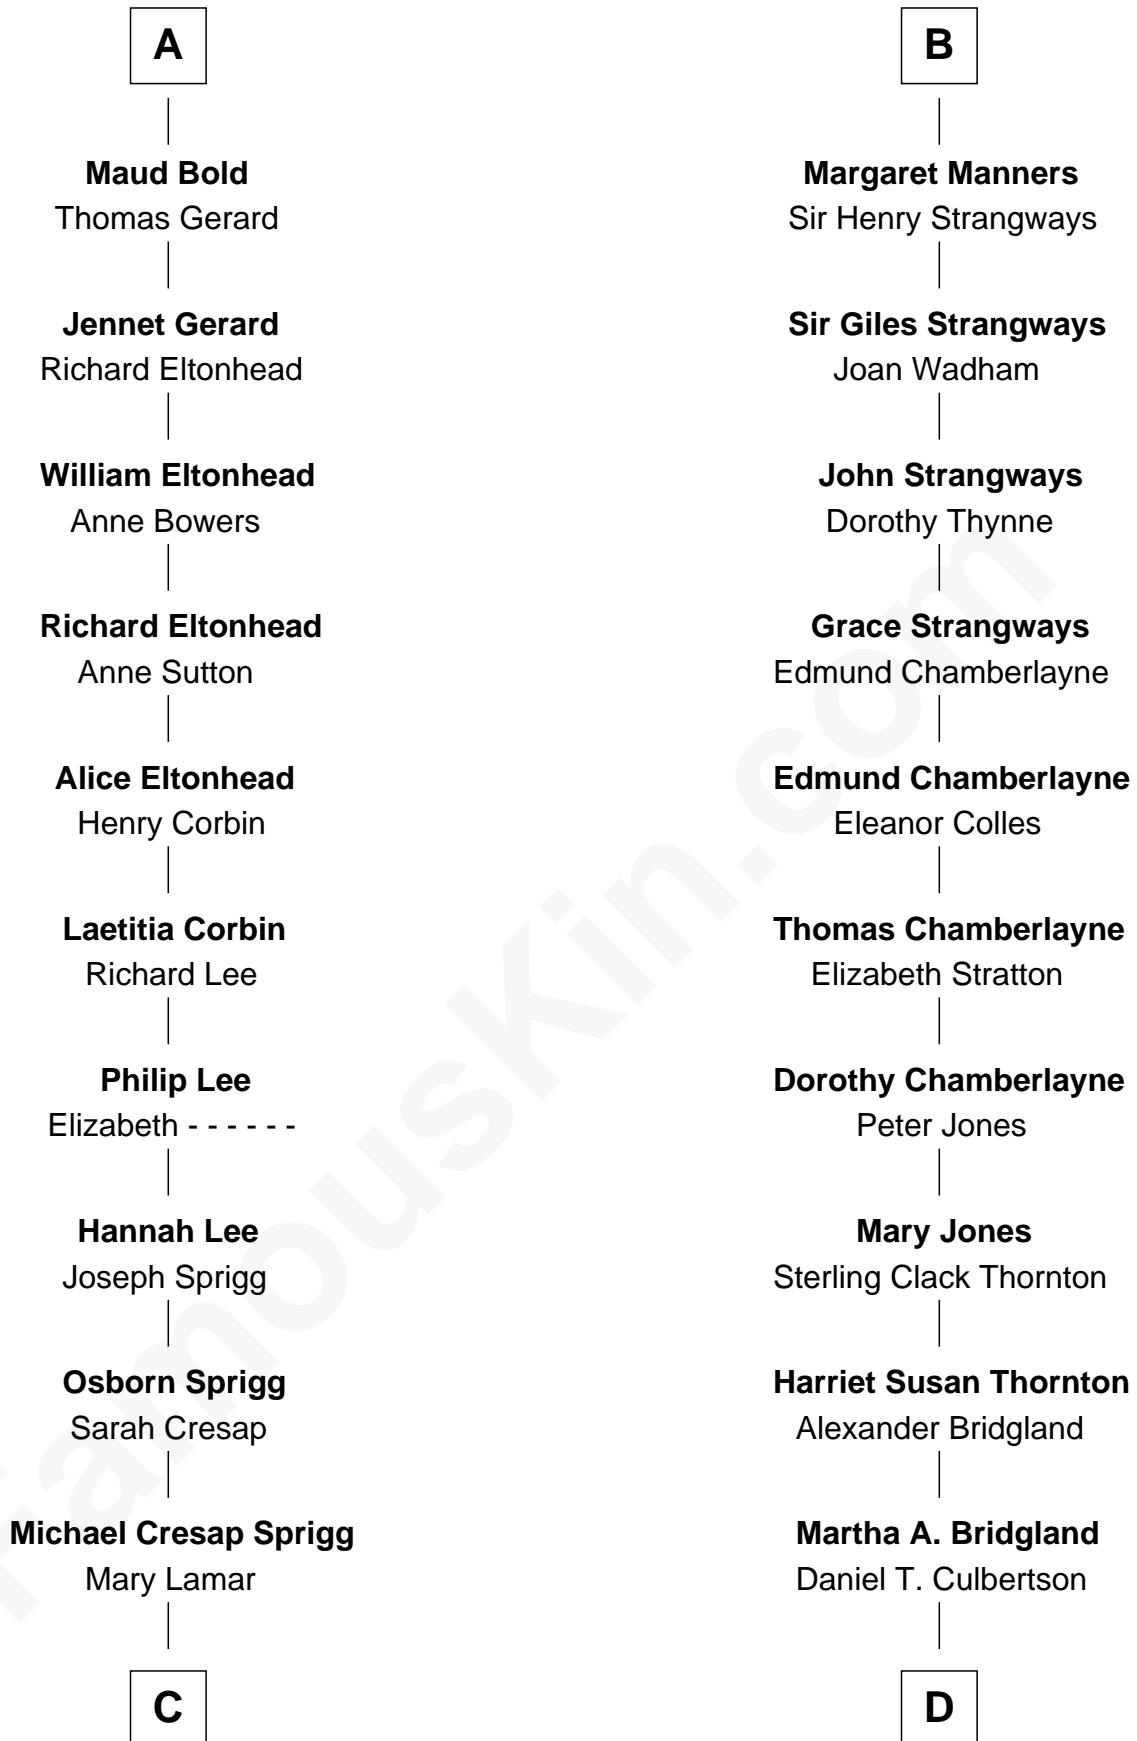 A
Maud Bold
Thomas Gerard
Jennet Gerard
Richard Eltonhead
William Eltonhead
Anne Bowers
Richard Eltonhead
Anne Sutton
Alice Eltonhead
Henry Corbin
Laetitia Corbin
Richard Lee
Philip Lee
Elizabeth - - - - - -
Hannah Lee
Joseph Sprigg
Osborn Sprigg
Sarah Cresap
Michael Cresap Sprigg
Mary Lamar
C
B
Margaret Manners
Sir Henry Strangways
Sir Giles Strangways
Joan Wadham
John Strangways
Dorothy Thynne
Grace Strangways
Edmund Chamberlayne
Edmund Chamberlayne
Eleanor Colles
Thomas Chamberlayne
Elizabeth Stratton
Dorothy Chamberlayne
Peter Jones
Mary Jones
Sterling Clack Thornton
Harriet Susan Thornton
Alexander Bridgland
Martha A. Bridgland
Daniel T. Culbertson
D
FamousKin.com